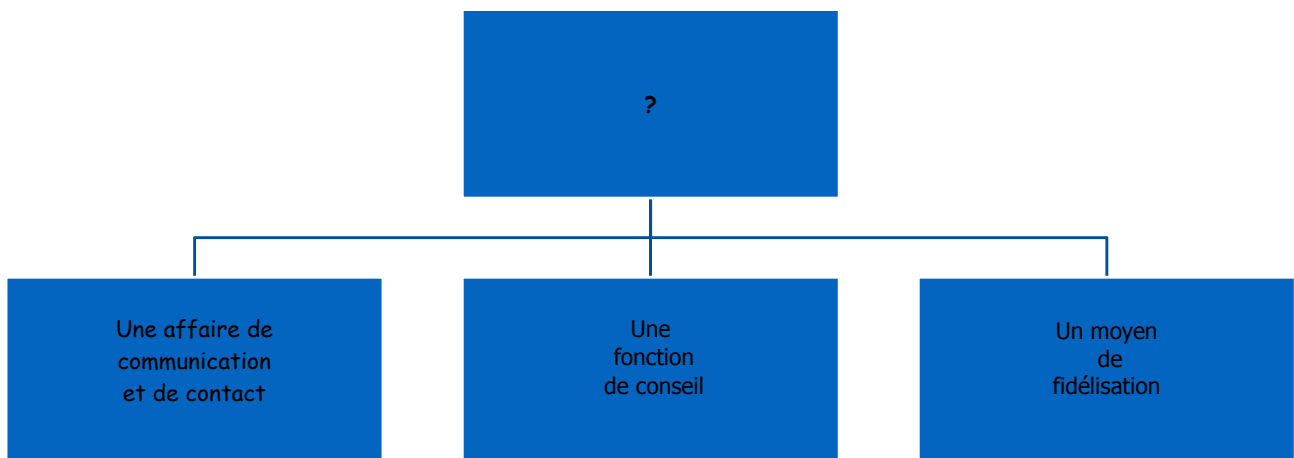 ?
Une affaire de
communication
et de contact
Une
fonction
de conseil
Un moyen
de
fidélisation